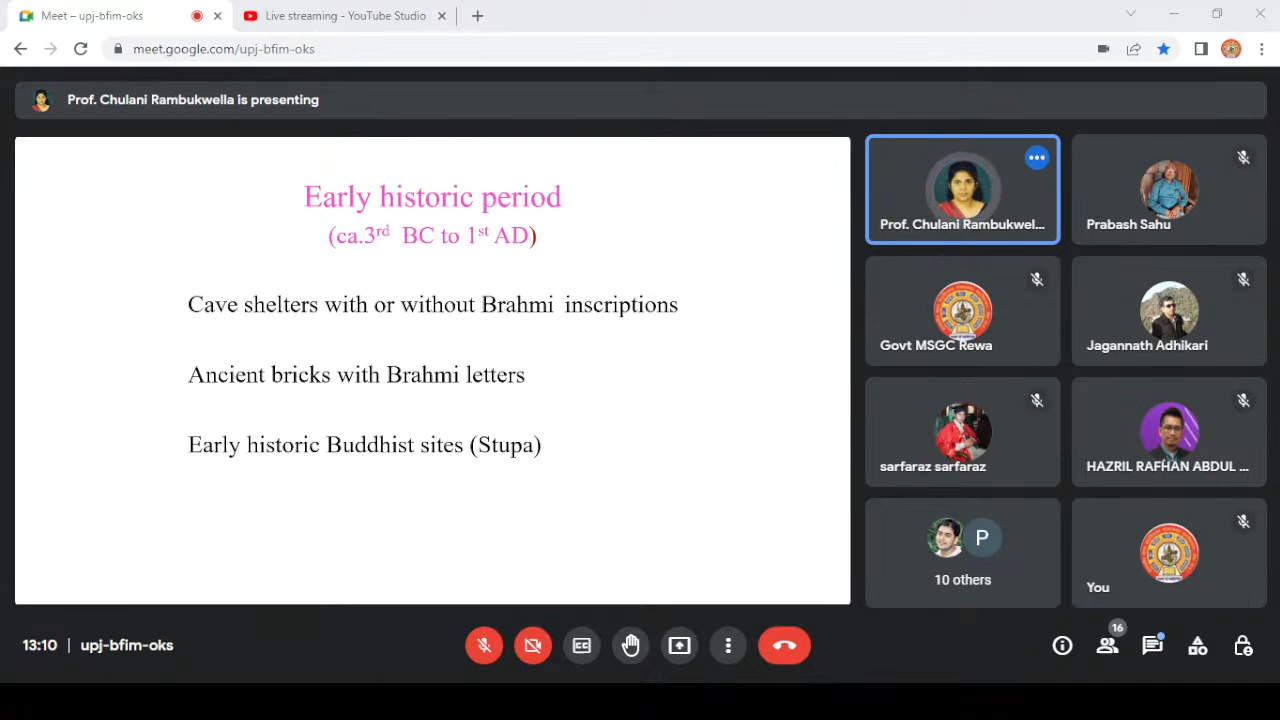 Meet – upj-bfim-oks
Live streaming - YouTube Studio
meet.google.com/upj-bfim-oks
Prof. Chulani Rambukwella is presenting
Early historic period
(ca.3rd BC to 1st AD)
Cave shelters with or without Brahmi inscriptions
Ancient bricks with Brahmi letters
Early historic Buddhist sites (Stupa)
Prof. Chulani Rambukwel...
Prabash Sahu
Govt MSGC Rewa
Jagannath Adhikari
sarfaraz sarfaraz
HAZRIL RAFHAN ABDUL ...
P
10 others
You
13:10 | upj-bfim-oks
CC
16